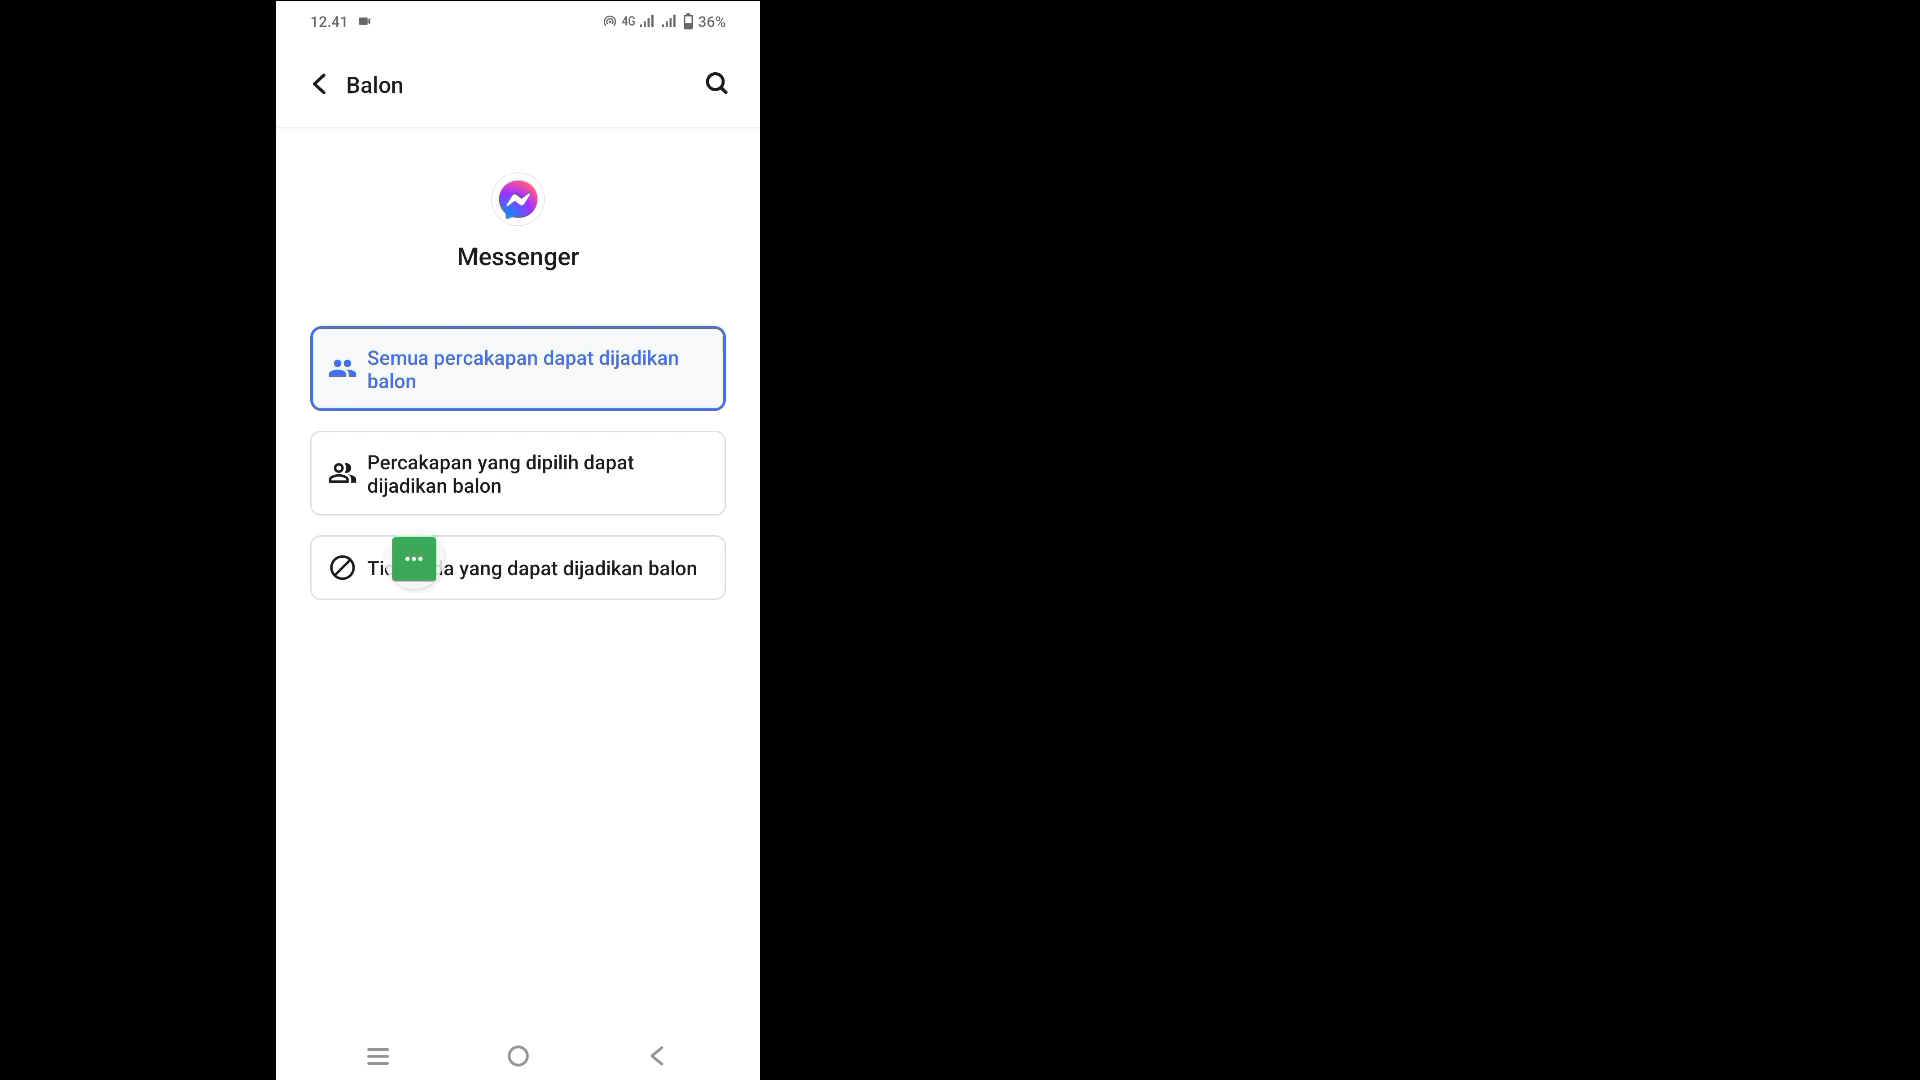 12.41 4G 36%
Balon
Messenger
Semua percakapan dapat dijadikan
balon
Percakapan yang dipilih dapat
dijadikan balon
yang dapat dijadikan balon